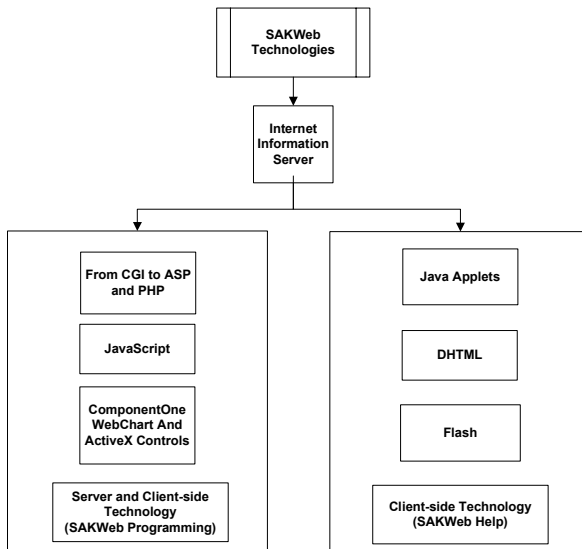 SAKWeb
Technologies
Internet
Information
Server
From CGI to ASP
and PHP
JavaScript
ComponentOne
WebChart And
ActiveX Controls
Server and Client-side
Technology
(SAKWeb Programming)
Java Applets
DHTML
Flash
Client-side Technology
(SAKWeb Help)